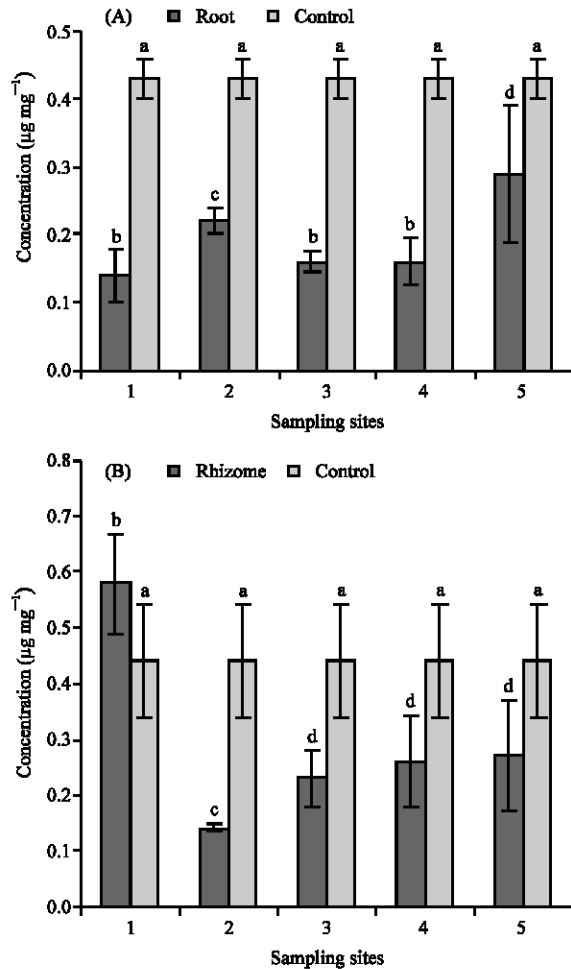 (A) Root Control
0.5
0.4
0.3
0.2
0.1
0.0
Concentration (µg mg⁻¹)
b a c a b a b a d a
1 2 3 4 5
Sampling sites
(B) Rhizome Control
0.8
0.7
0.6
0.5
0.4
0.3
0.2
0.1
0.0
Concentration (µg mg⁻¹)
b a c a d a d a d a
1 2 3 4 5
Sampling sites